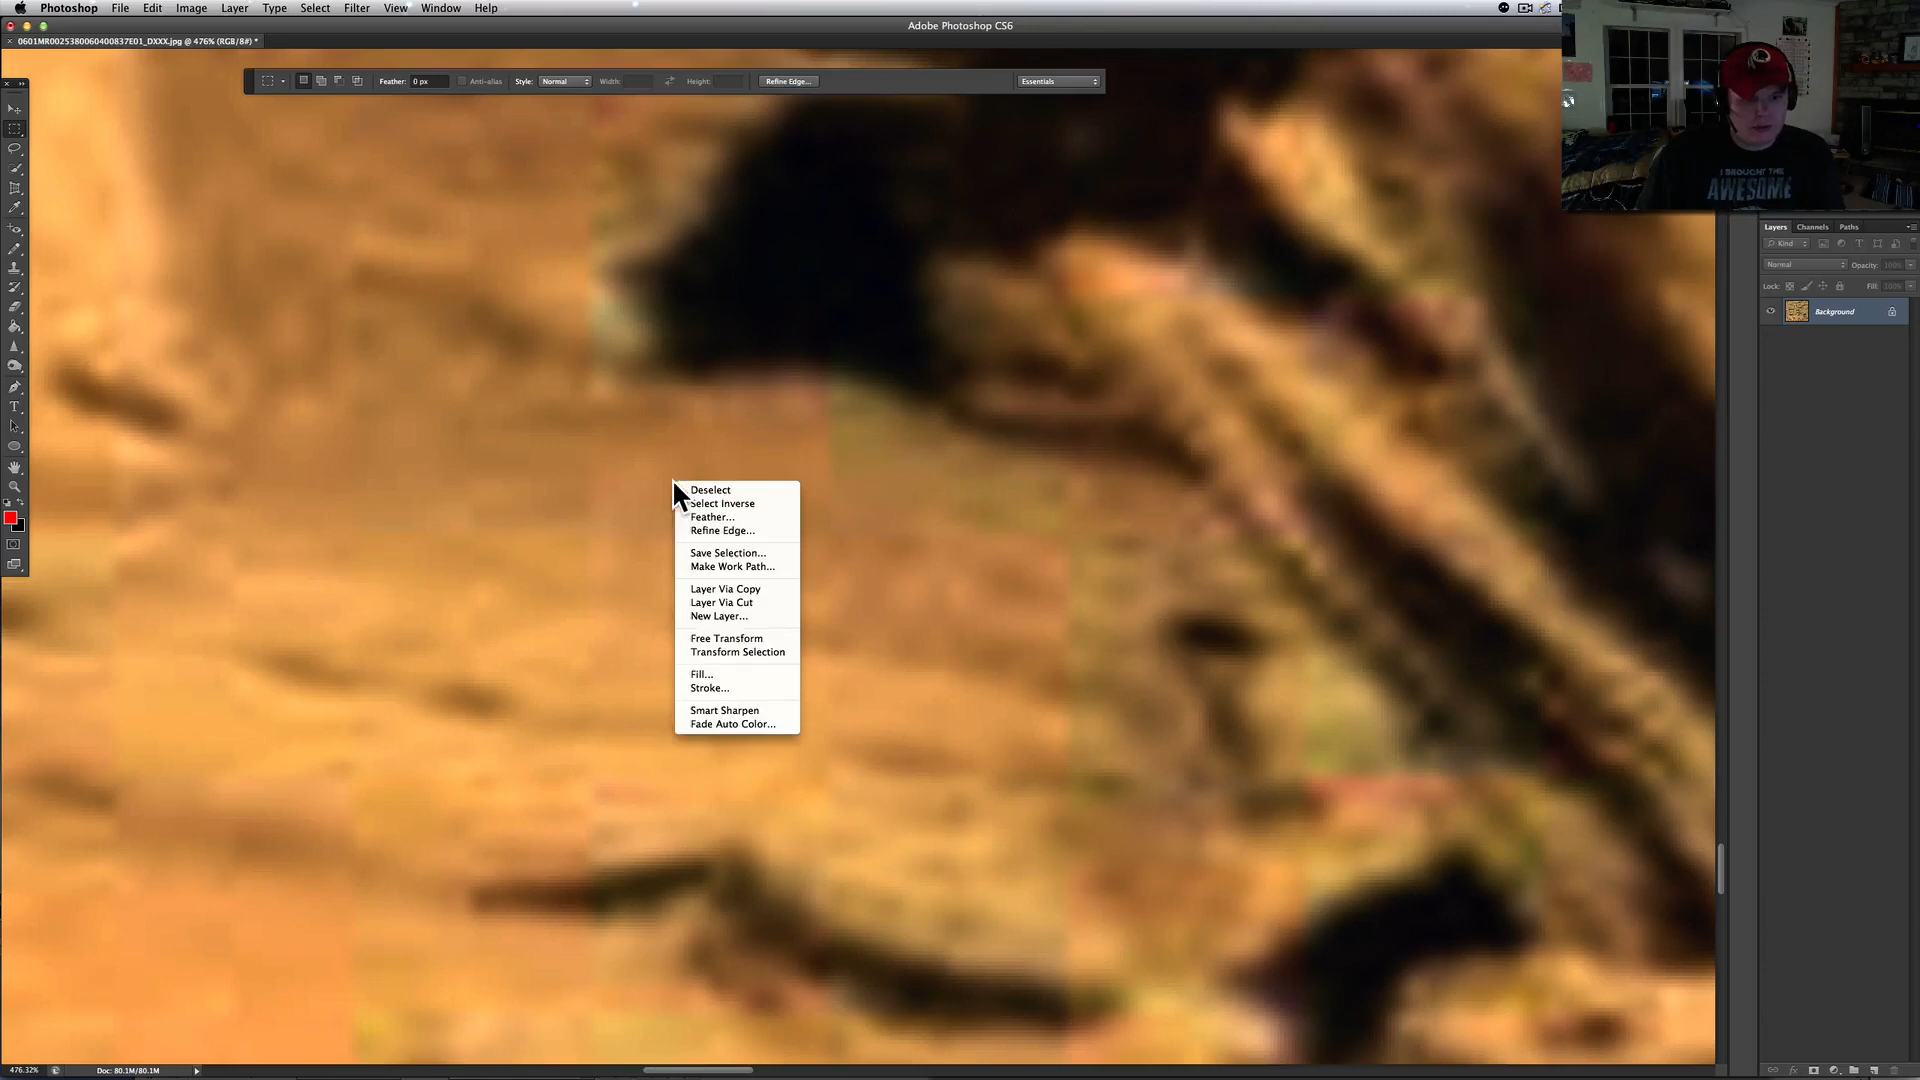 Photoshop File Edit Image Layer Type Select Filter View Window Help
Adobe Photoshop CS6
0601MR0025380060400837E01_DXXX.jpg @ 476% (RGB/8#) *
Feather: 0 px Anti-alias Style: Normal Width: Height: Refine Edge... Essentials
I BROUGHT THE
AWESOME
Layers Channels Paths
Kind
Normal Opacity: 100%
Lock: Fill: 100%
Background
Deselect
Select Inverse
Feather...
Refine Edge...
Save Selection...
Make Work Path...
Layer Via Copy
Layer Via Cut
New Layer...
Free Transform
Transform Selection
Fill...
Stroke...
Smart Sharpen
Fade Auto Color...
476.32% Doc: 80.1M/80.1M